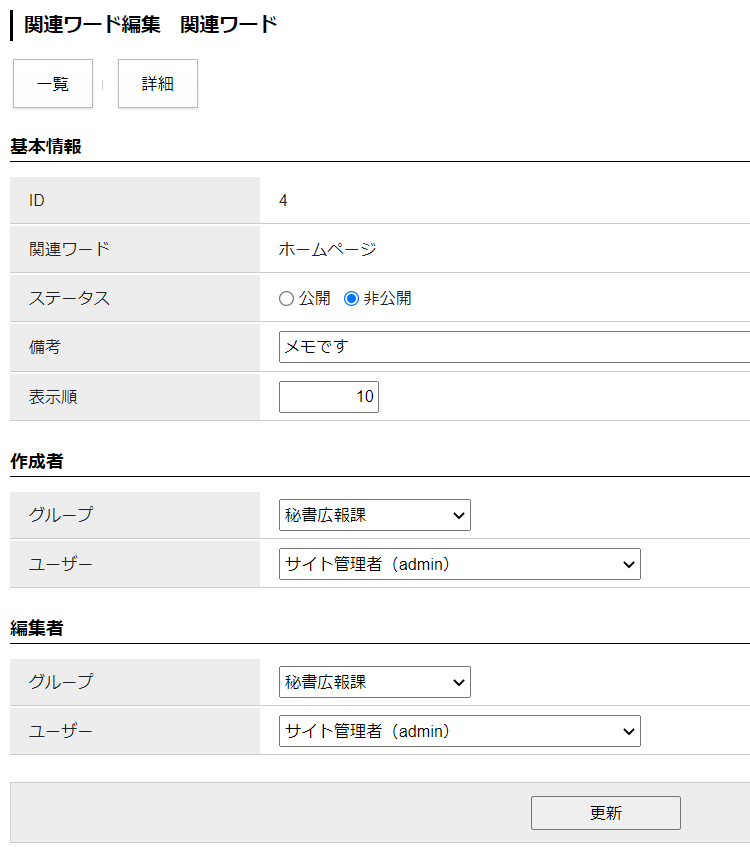 関連ワード編集　関連ワード
一覧 詳細
基本情報
ID 4
関連ワード ホームページ
ステータス 公開 非公開
備考 メモです
表示順 10
作成者
グループ 秘書広報課
ユーザー サイト管理者（admin）
編集者
グループ 秘書広報課
ユーザー サイト管理者（admin）
更新